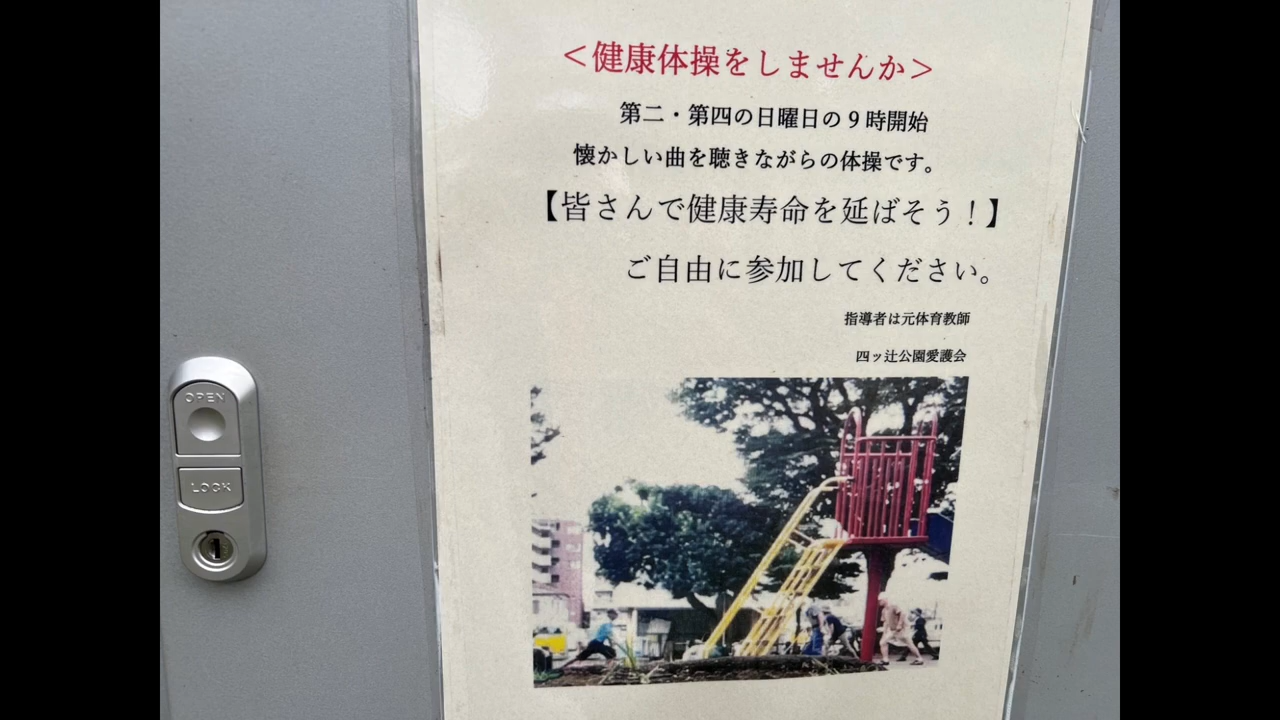 ＜健康体操をしませんか＞
第二・第四の日曜日の９時開始
懐かしい曲を聴きながらの体操です。
【皆さんで健康寿命を延ばそう！】
ご自由に参加してください。
指導者は元体育教師
四ッ辻公園愛護会
OPEN
LOCK